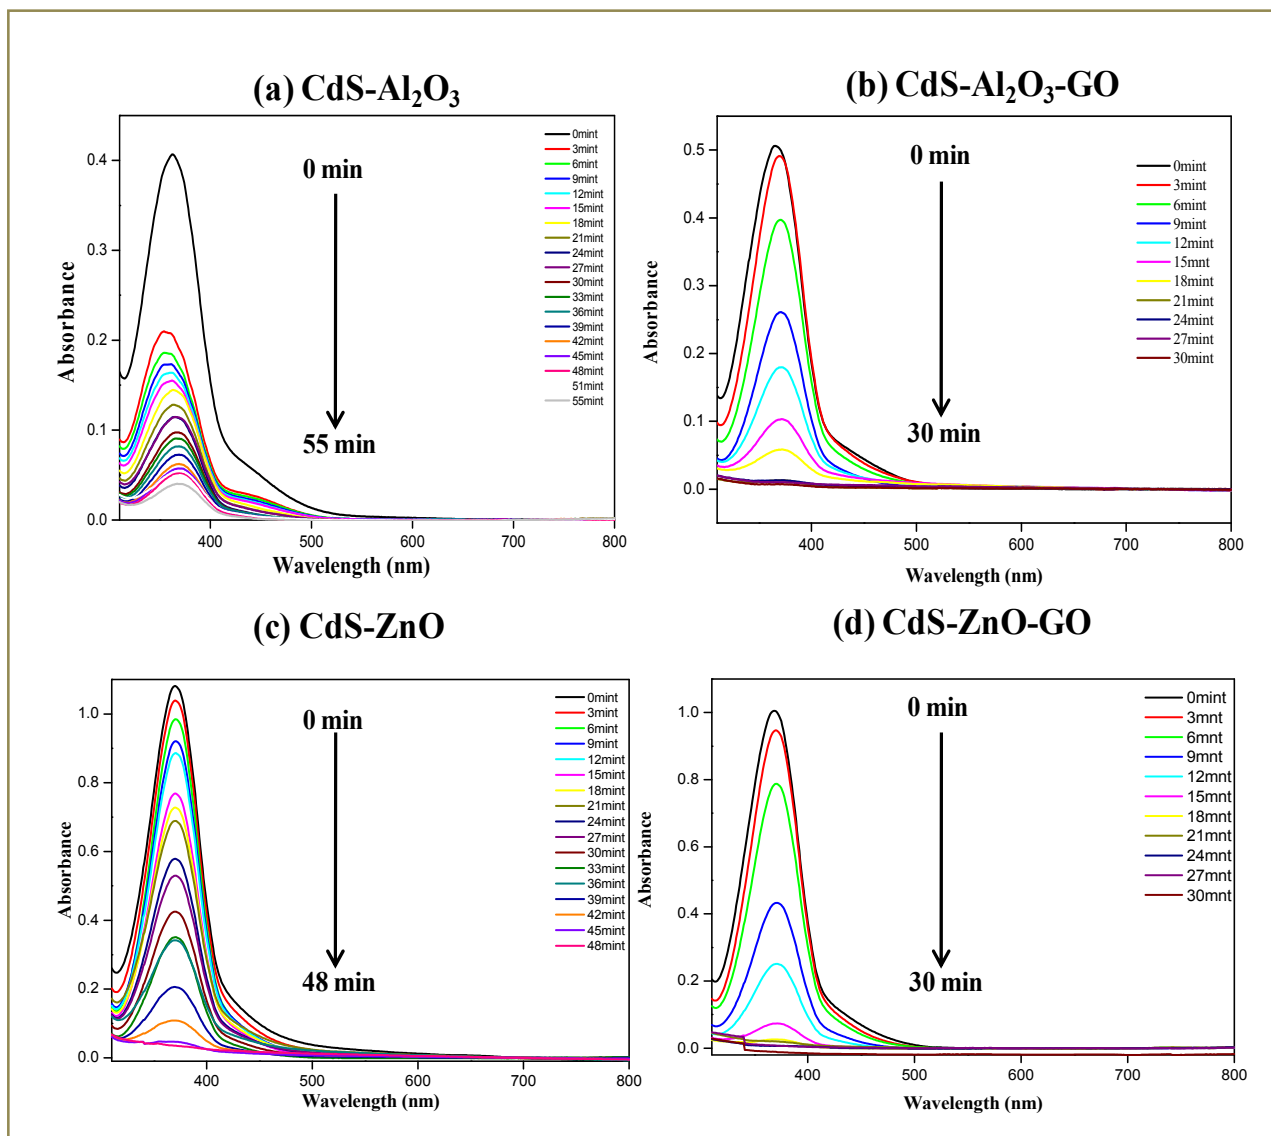 (a) CdS-Al₂O₃
0.4
0.3
0.2
0.1
0.0
Absorbance
400
500
600
700
800
Wavelength (nm)
0 min
55 min
0mint
3mint
6mint
9mint
12mint
15mint
18mint
21mint
24mint
27mint
30mint
33mint
36mint
39mint
42mint
45mint
48mint
51mint
55mint
(b) CdS-Al₂O₃-GO
0.5
0.4
0.3
0.2
0.1
0.0
Absorbance
400
500
600
700
800
Wavelength (nm)
0 min
30 min
0mint
3mint
6mint
9mint
12mint
15mnt
18mint
21mint
24mint
27mint
30mint
(c) CdS-ZnO
1.0
0.8
0.6
0.4
0.2
0.0
Absorbance
400
500
600
700
800
Wavelength (nm)
0 min
48 min
0mint
3mint
6mint
9mint
12mint
15mint
18mint
21mint
24mint
27mint
30mint
33mint
36mint
39mint
42mint
45mint
48mint
(d) CdS-ZnO-GO
1.0
0.8
0.6
0.4
0.2
0.0
Absorbance
400
500
600
700
800
Wavelength (nm)
0 min
30 min
0mint
3mnt
6mnt
9mnt
12mnt
15mnt
18mnt
21mnt
24mnt
27mnt
30mnt